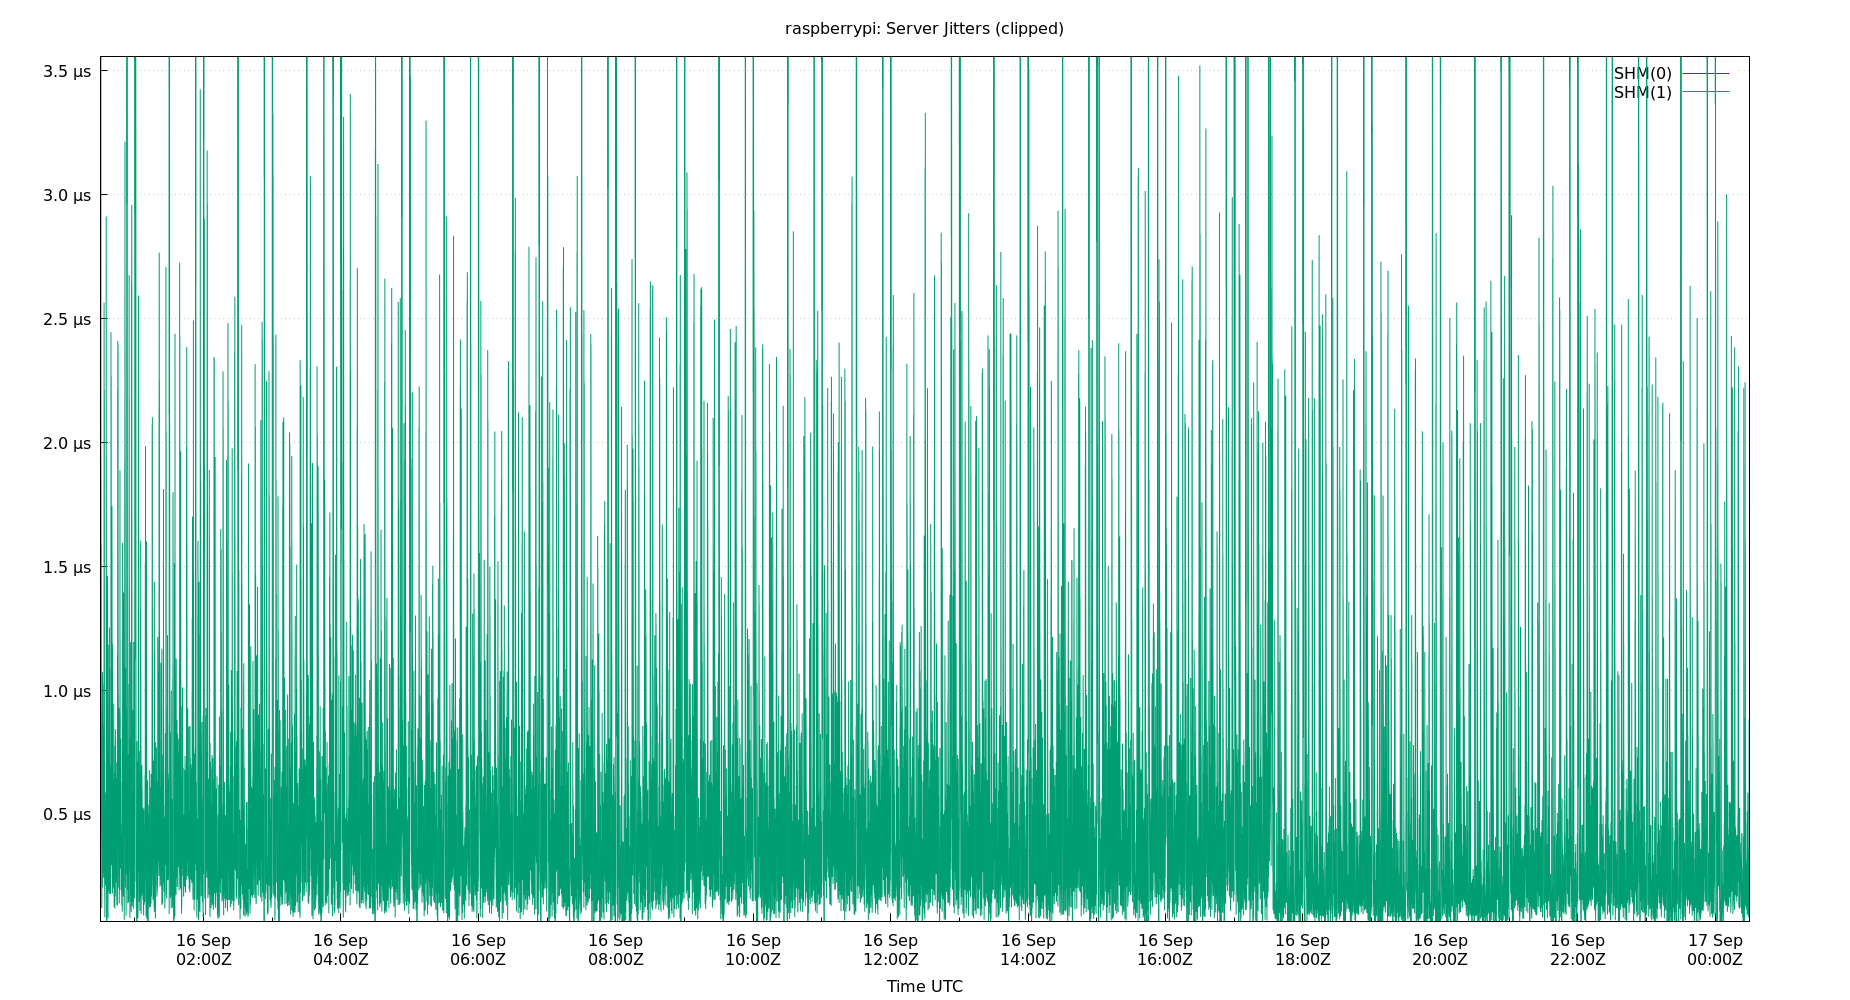 raspberrypi: Server Jitters (clipped)
3.5 µs
3.0 µs
2.5 µs
2.0 µs
1.5 µs
1.0 µs
0.5 µs
SHM(0)
SHM(1)
16 Sep 16 Sep 16 Sep 16 Sep 16 Sep 16 Sep 16 Sep 16 Sep 16 Sep 16 Sep 16 Sep 17 Sep
02:00Z 04:00Z 06:00Z 08:00Z 10:00Z 12:00Z 14:00Z 16:00Z 18:00Z 20:00Z 22:00Z 00:00Z
Time UTC